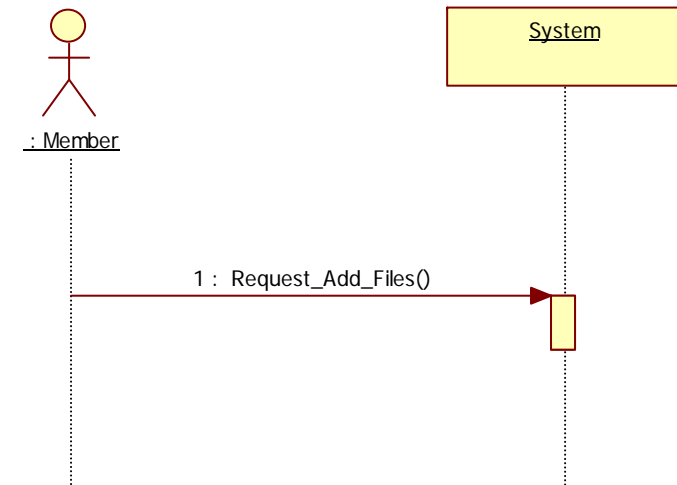 System
: Member
1 : Request_Add_Files()